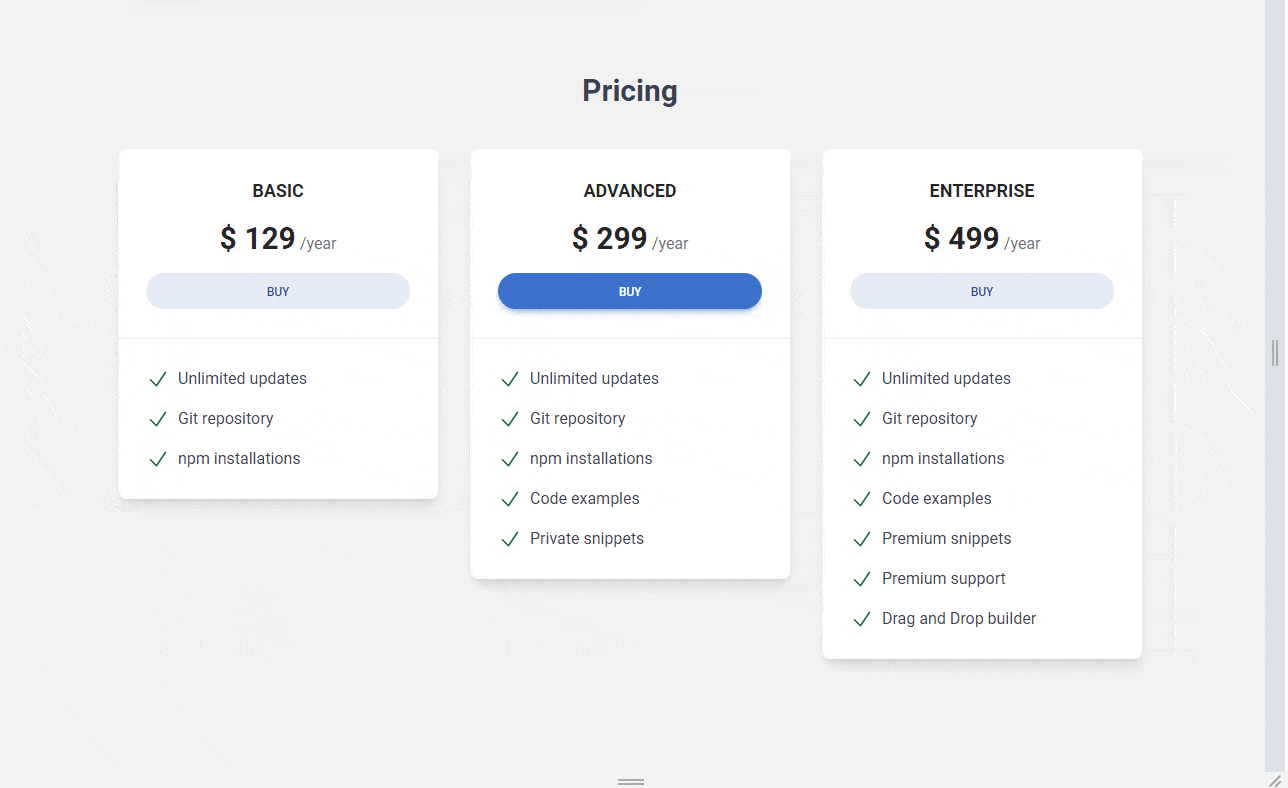 Pricing
BASIC
$ 129 /year
BUY
Unlimited updates
Git repository
npm installations
ADVANCED
$ 299 /year
BUY
Unlimited updates
Git repository
npm installations
Code examples
Private snippets
ENTERPRISE
$ 499 /year
BUY
Unlimited updates
Git repository
npm installations
Code examples
Premium snippets
Premium support
Drag and Drop builder